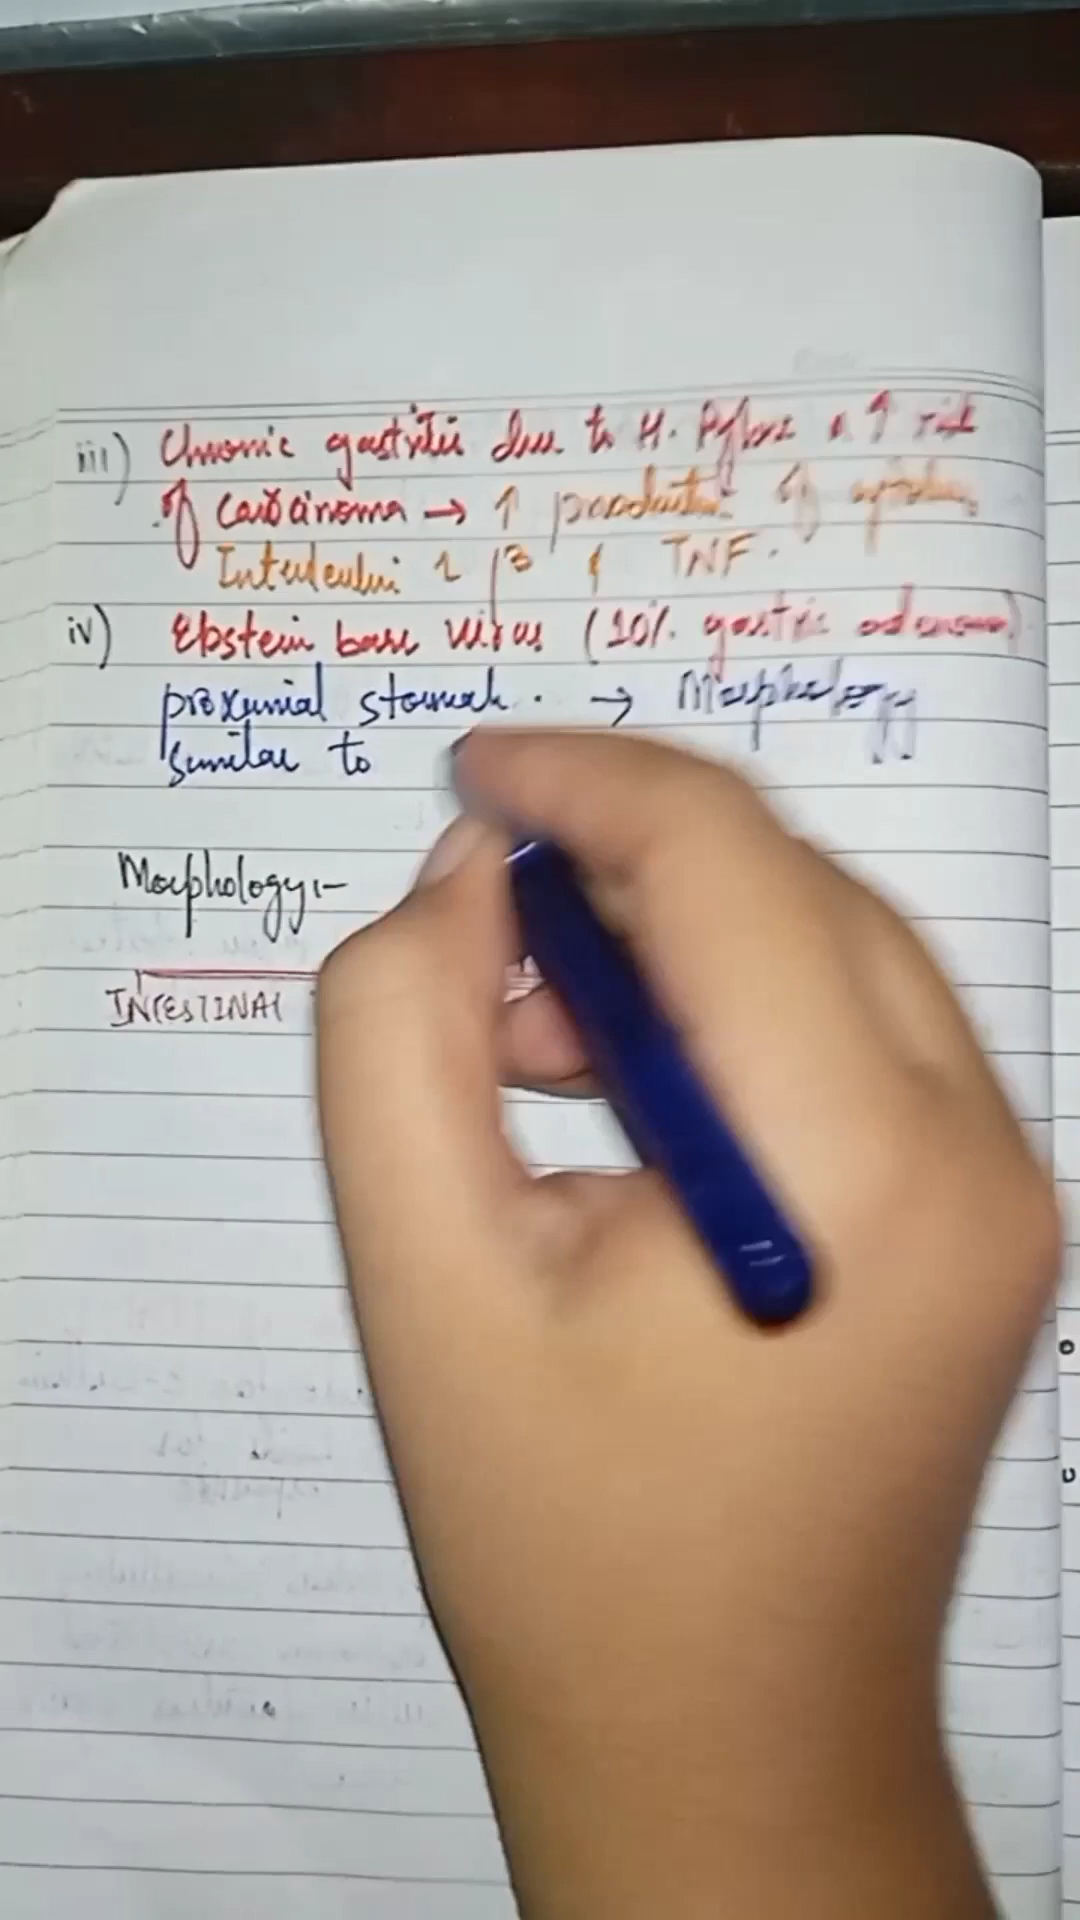 iii) Chronic gastritis due to H. Pylori ↑ risk
of carcinoma → ↑ production of
Interleukin 1 β & TNF.
iv) Ebstein barr virus (10% gastric adenoma)
proximal stomach. → Morphology
similar to
Morphology:-
INTESTINAL